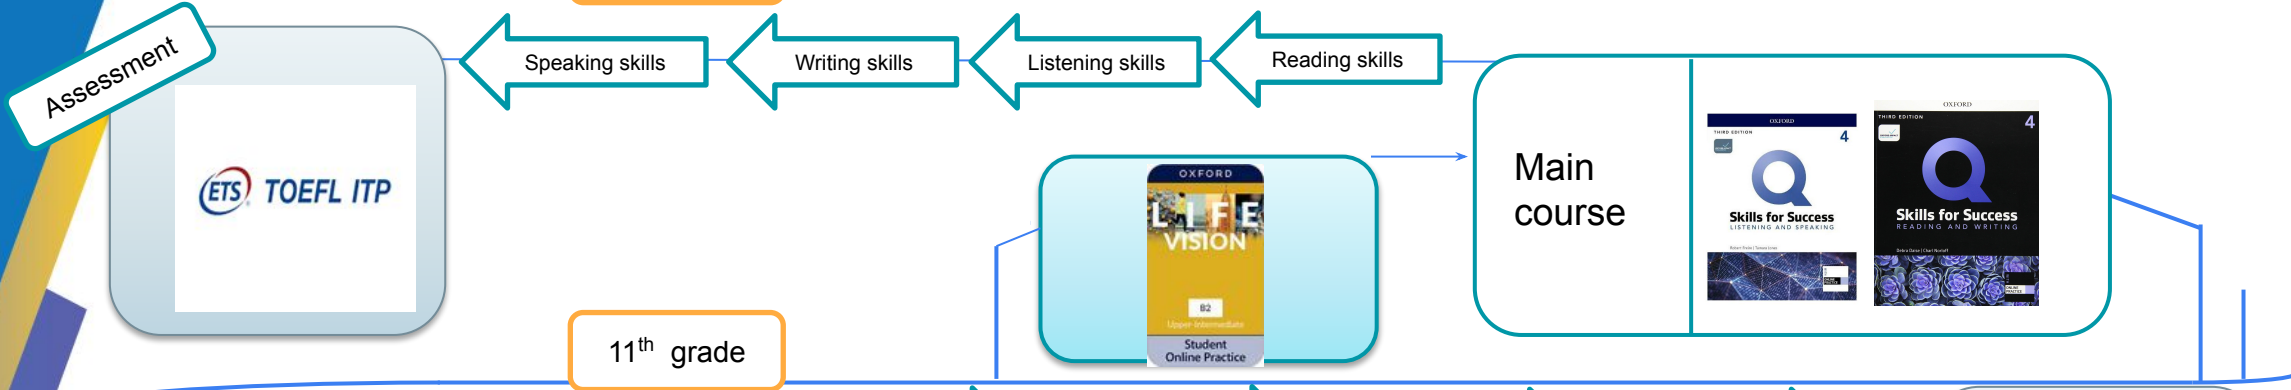 Assessment
ETS TOEFL ITP
Speaking skills
Writing skills
Listening skills
Reading skills
OXFORD
LIFE
VISION
B2
Upper-Intermediate
Student
Online Practice
Main
course
OXFORD
THIRD EDITION
4
Q
Skills for Success
LISTENING AND SPEAKING
OXFORD
THIRD EDITION
4
Q
Skills for Success
READING AND WRITING
ONLINE
PRACTICE
11th grade